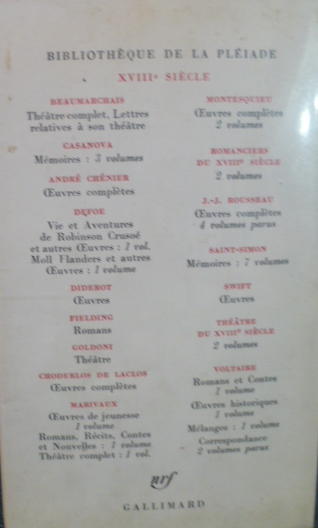 BIBLIOTHÈQUE DE LA PLÉIADE
XVIIIe SIÈCLE
BEAUMARCHAIS
Théâtre complet, Lettres
relatives à son théâtre
CASANOVA
Mémoires : 3 volumes
ANDRÉ CHÉNIER
Œuvres complètes
DEFOE
Vie et Aventures
de Robinson Crusoé
et autres Œuvres : 1 vol.
Moll Flanders et autres
Œuvres : 1 volume
DIDEROT
Œuvres
FIELDING
Romans
GOLDONI
Théâtre
CHODERLOS DE LACLOS
Œuvres complètes
MARIVAUX
Œuvres de jeunesse
1 volume
Romans, Récits, Contes
et Nouvelles : 1 volume
Théâtre complet : 1 vol.
MONTESQUIEU
Œuvres complètes
2 volumes
ROMANCIERS
DU XVIIIe SIÈCLE
2 volumes
J.-J. ROUSSEAU
Œuvres complètes
4 volumes parus
SAINT-SIMON
Mémoires : 7 volumes
SWIFT
Œuvres
THÉÂTRE
DU XVIIIe SIÈCLE
2 volumes
VOLTAIRE
Romans et Contes
1 volume
Œuvres historiques
1 volume
Mélanges : 1 volume
Correspondance
2 volumes parus
nrf
GALLIMARD